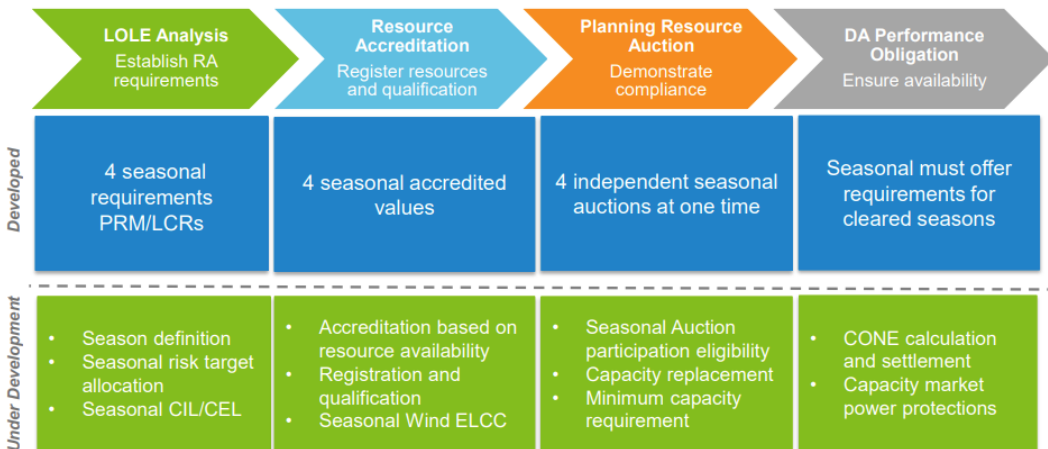 LOLE Analysis
Establish RA
requirements
Resource
Accreditation
Register resources
and qualification
Planning Resource
Auction
Demonstrate
compliance
DA Performance
Obligation
Ensure availability
Developed
4 seasonal
requirements
PRM/LCRs
4 seasonal accredited
values
4 independent seasonal
auctions at one time
Seasonal must offer
requirements for
cleared seasons
Under Development
• Season definition
• Seasonal risk target
allocation
• Seasonal CIL/CEL
• Accreditation based on
resource availability
• Registration and
qualification
• Seasonal Wind ELCC
• Seasonal Auction
participation eligibility
• Capacity replacement
• Minimum capacity
requirement
• CONE calculation
and settlement
• Capacity market
power protections